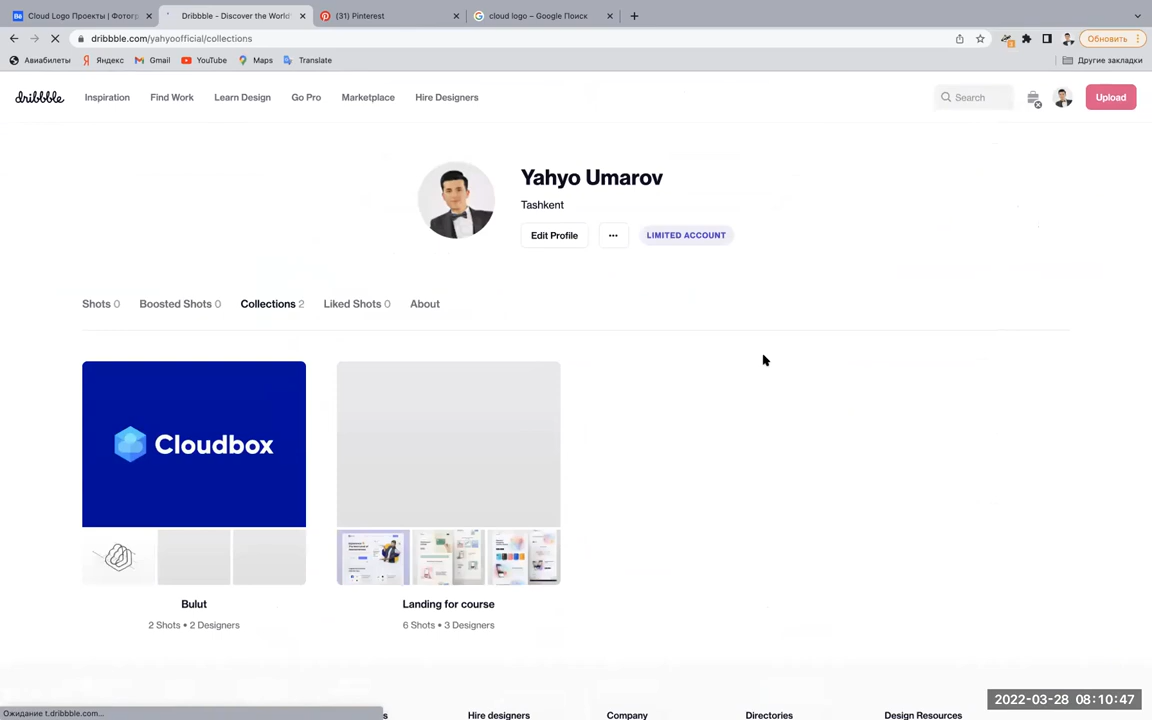 Cloud Logo Проекты | Фотогр
Dribbble - Discover the World'
(31) Pinterest
cloud logo – Google Поиск
dribbble.com/yahyoofficial/collections
Обновить
Авиабилеты
Яндекс
Gmail
YouTube
Maps
Translate
Другие закладки
dribbble
Inspiration
Find Work
Learn Design
Go Pro
Marketplace
Hire Designers
Search
Upload
Yahyo Umarov
Tashkent
Edit Profile
...
LIMITED ACCOUNT
Shots 0
Boosted Shots 0
Collections 2
Liked Shots 0
About
Cloudbox
Bulut
2 Shots • 2 Designers
Landing for course
6 Shots • 3 Designers
Ожидание t.dribbble.com...
Hire designers
Company
Directories
Design Resources
2022-03-28 08:10:47